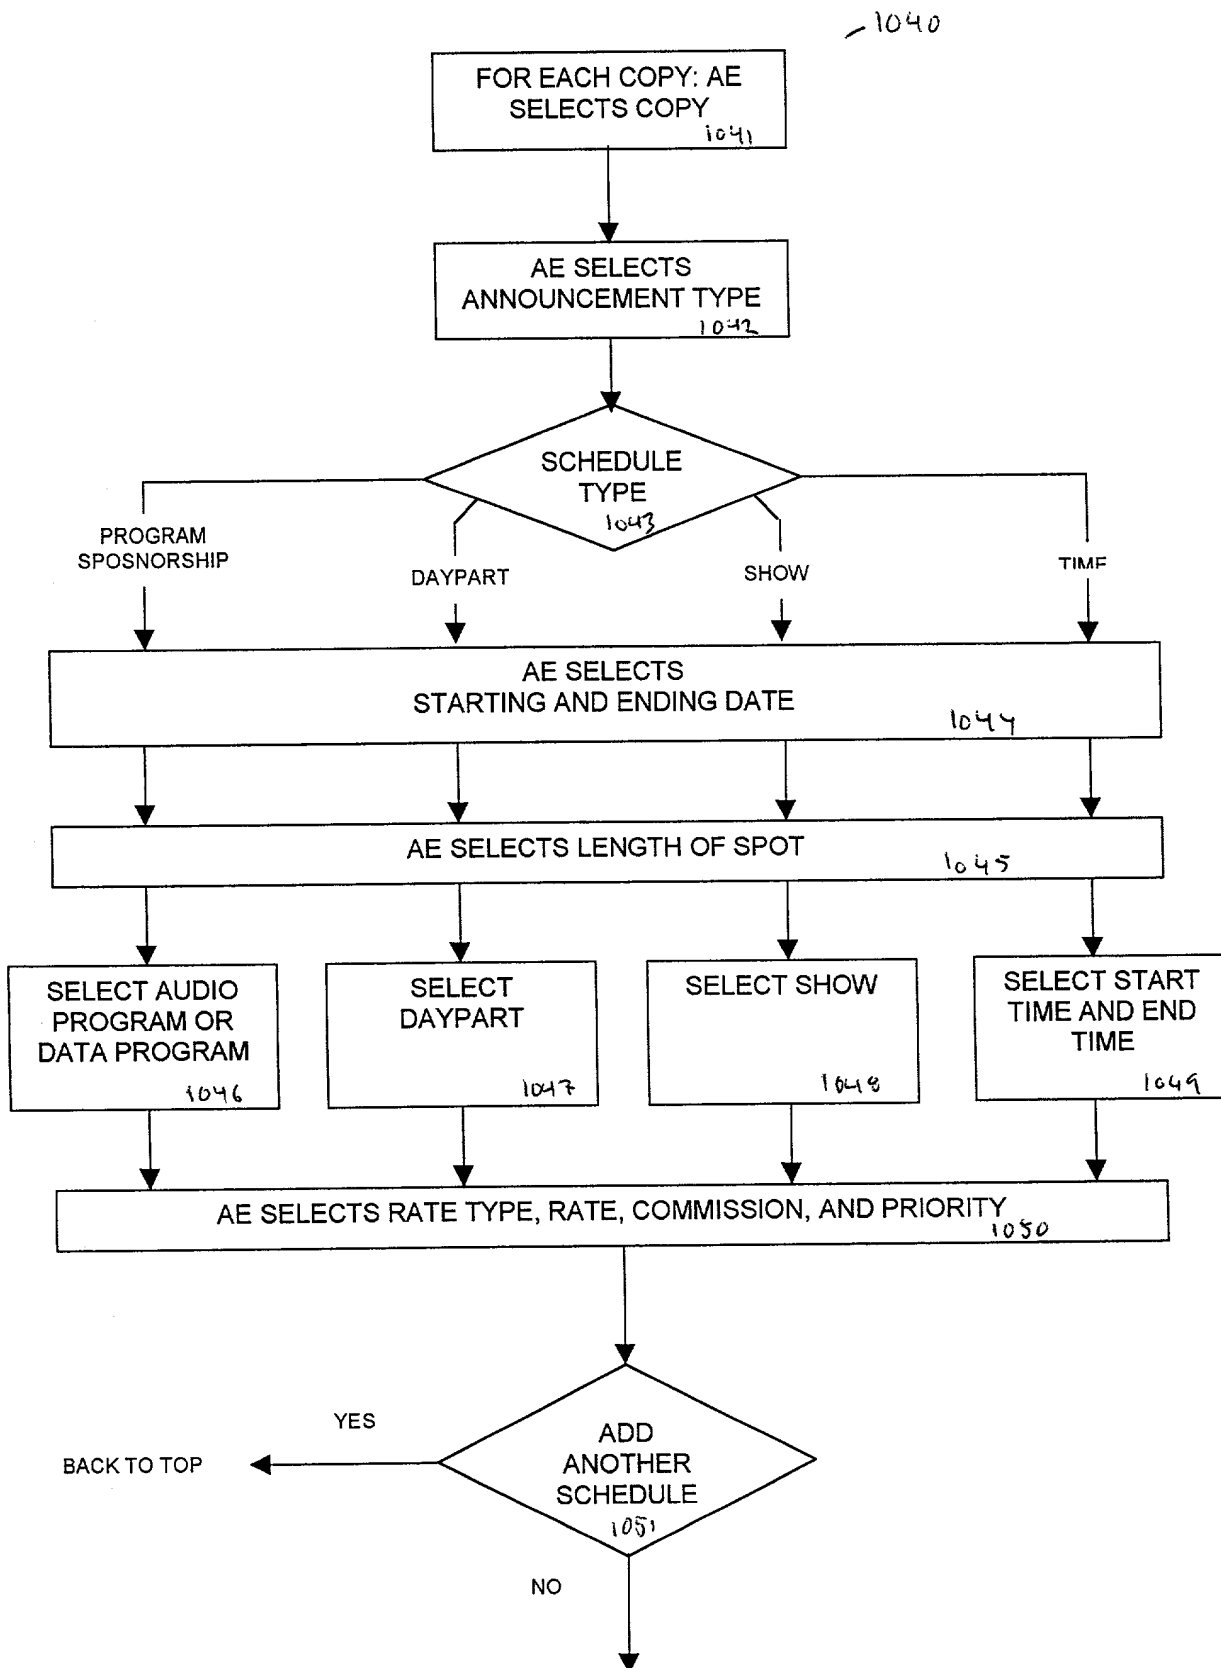 1040
FOR EACH COPY: AE
SELECTS COPY
1041
AE SELECTS
ANNOUNCEMENT TYPE
1042
SCHEDULE
TYPE
1043
PROGRAM
SPOSNORSHIP
DAYPART
SHOW
TIME
AE SELECTS
STARTING AND ENDING DATE
1044
AE SELECTS LENGTH OF SPOT
1045
SELECT AUDIO
PROGRAM OR
DATA PROGRAM
1046
SELECT
DAYPART
1047
SELECT SHOW
1048
SELECT START
TIME AND END
TIME
1049
AE SELECTS RATE TYPE, RATE, COMMISSION, AND PRIORITY
1050
ADD
ANOTHER
SCHEDULE
1051
YES
BACK TO TOP
NO